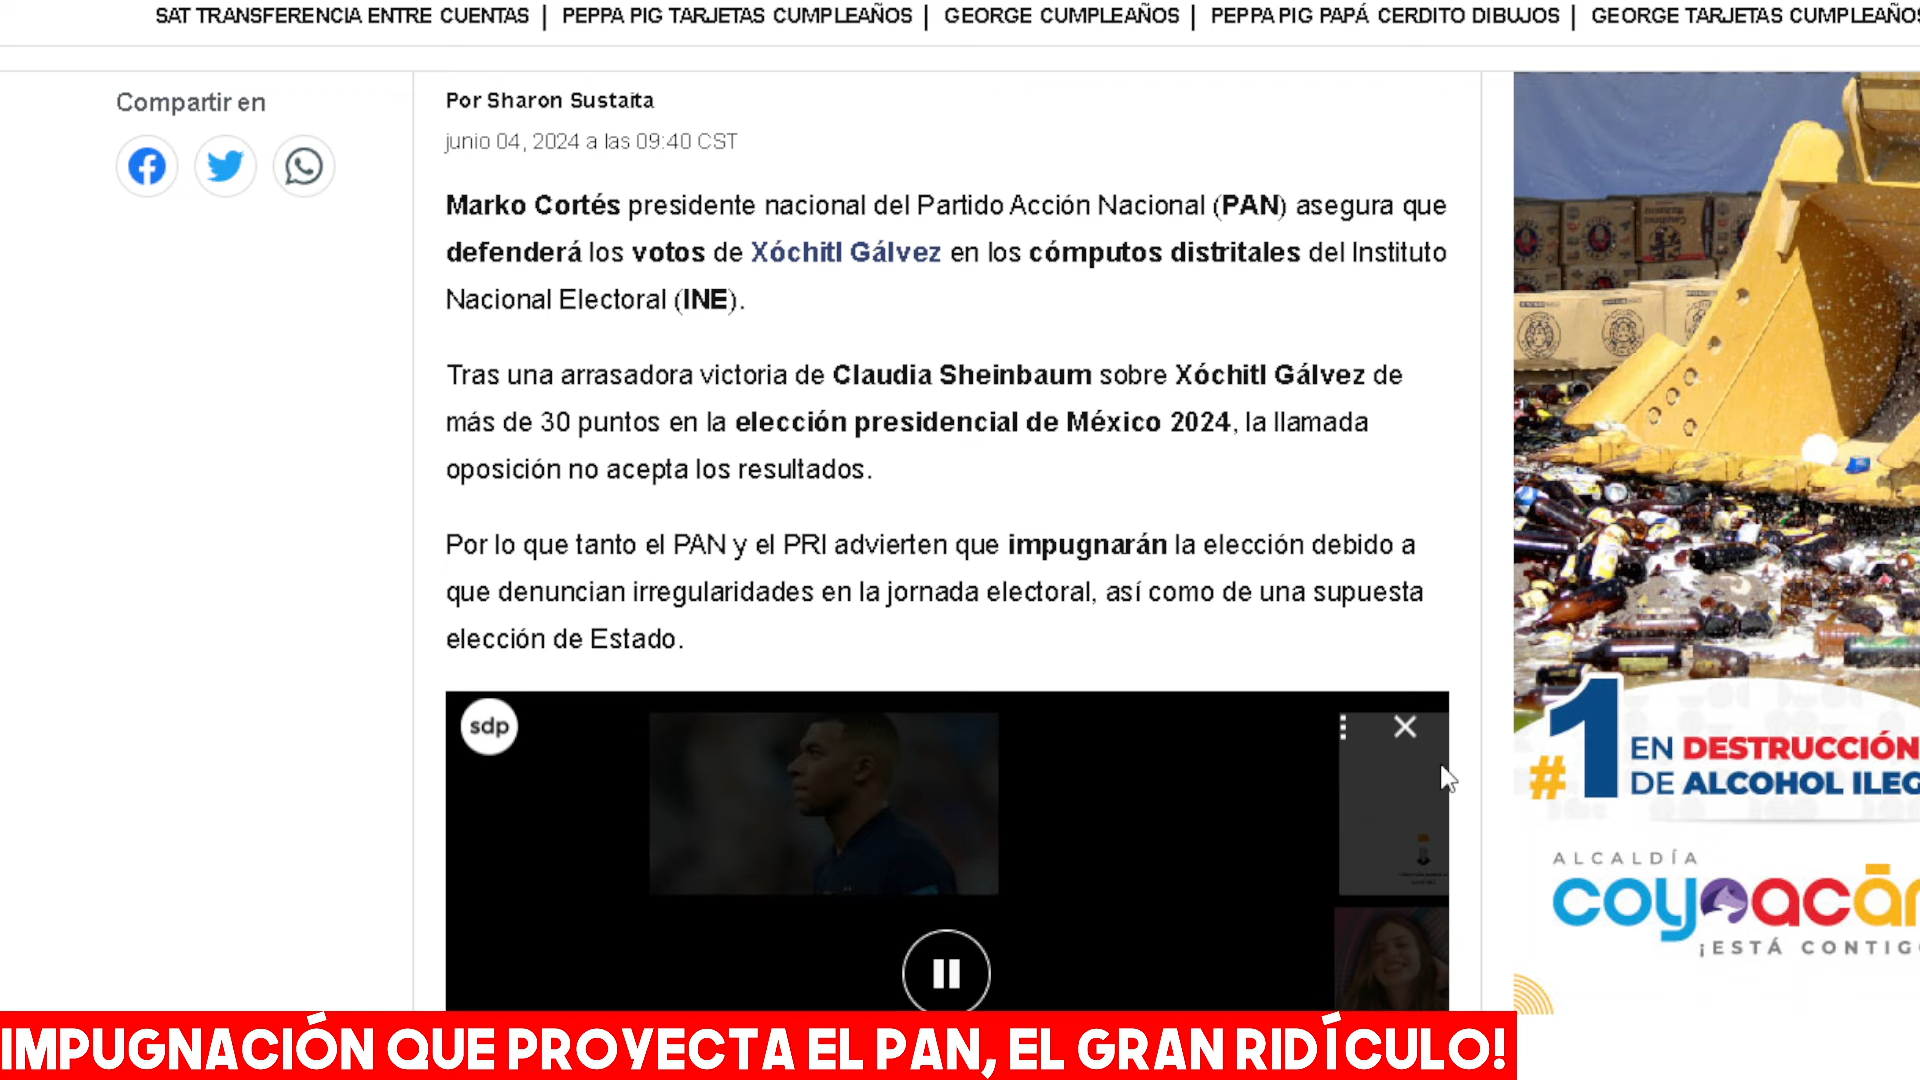 SAT TRANSFERENCIA ENTRE CUENTAS | PEPPA PIG TARJETAS CUMPLEAÑOS | GEORGE CUMPLEAÑOS | PEPPA PIG PAPÁ CERDITO DIBUJOS | GEORGE TARJETAS CUMPLEAÑOS
Compartir en
Por Sharon Sustaita
junio 04, 2024 a las 09:40 CST
Marko Cortés presidente nacional del Partido Acción Nacional (PAN) asegura que
defenderá los votos de Xóchitl Gálvez en los cómputos distritales del Instituto
Nacional Electoral (INE).
Tras una arrasadora victoria de Claudia Sheinbaum sobre Xóchitl Gálvez de
más de 30 puntos en la elección presidencial de México 2024, la llamada
oposición no acepta los resultados.
Por lo que tanto el PAN y el PRI advierten que impugnarán la elección debido a
que denuncian irregularidades en la jornada electoral, así como de una supuesta
elección de Estado.
sdp
#1 EN DESTRUCCIÓN
DE ALCOHOL ILEG
ALCALDÍA
coyoacán
¡ESTÁ CONTIGO
IMPUGNACIÓN QUE PROYECTA EL PAN, EL GRAN RIDÍCULO!